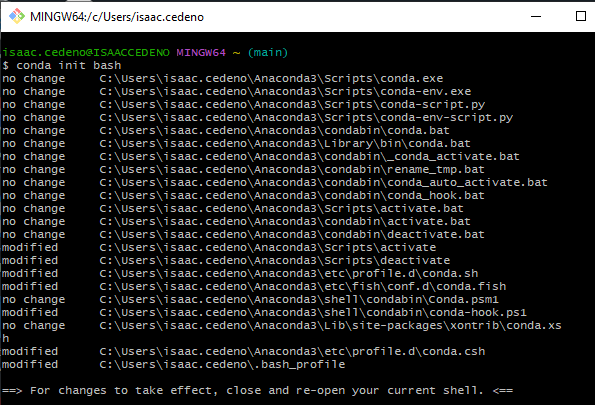 MINGW64:/c/Users/isaac.cedeno
isaac.cedeno@ISAACCEDENO MINGW64 ~ (main)
$ conda init bash
no change     C:\Users\isaac.cedeno\Anaconda3\Scripts\conda.exe
no change     C:\Users\isaac.cedeno\Anaconda3\Scripts\conda-env.exe
no change     C:\Users\isaac.cedeno\Anaconda3\Scripts\conda-script.py
no change     C:\Users\isaac.cedeno\Anaconda3\Scripts\conda-env-script.py
no change     C:\Users\isaac.cedeno\Anaconda3\condabin\conda.bat
no change     C:\Users\isaac.cedeno\Anaconda3\Library\bin\conda.bat
no change     C:\Users\isaac.cedeno\Anaconda3\condabin\_conda_activate.bat
no change     C:\Users\isaac.cedeno\Anaconda3\condabin\rename_tmp.bat
no change     C:\Users\isaac.cedeno\Anaconda3\condabin\conda_auto_activate.bat
no change     C:\Users\isaac.cedeno\Anaconda3\condabin\conda_hook.bat
no change     C:\Users\isaac.cedeno\Anaconda3\Scripts\activate.bat
no change     C:\Users\isaac.cedeno\Anaconda3\condabin\activate.bat
no change     C:\Users\isaac.cedeno\Anaconda3\condabin\deactivate.bat
modified      C:\Users\isaac.cedeno\Anaconda3\Scripts\activate
modified      C:\Users\isaac.cedeno\Anaconda3\Scripts\deactivate
modified      C:\Users\isaac.cedeno\Anaconda3\etc\profile.d\conda.sh
modified      C:\Users\isaac.cedeno\Anaconda3\etc\fish\conf.d\conda.fish
no change     C:\Users\isaac.cedeno\Anaconda3\shell\condabin\Conda.psm1
modified      C:\Users\isaac.cedeno\Anaconda3\shell\condabin\conda-hook.ps1
no change     C:\Users\isaac.cedeno\Anaconda3\Lib\site-packages\xontrib\conda.xs
h
modified      C:\Users\isaac.cedeno\Anaconda3\etc\profile.d\conda.csh
modified      C:\Users\isaac.cedeno\.bash_profile
==> For changes to take effect, close and re-open your current shell. <==